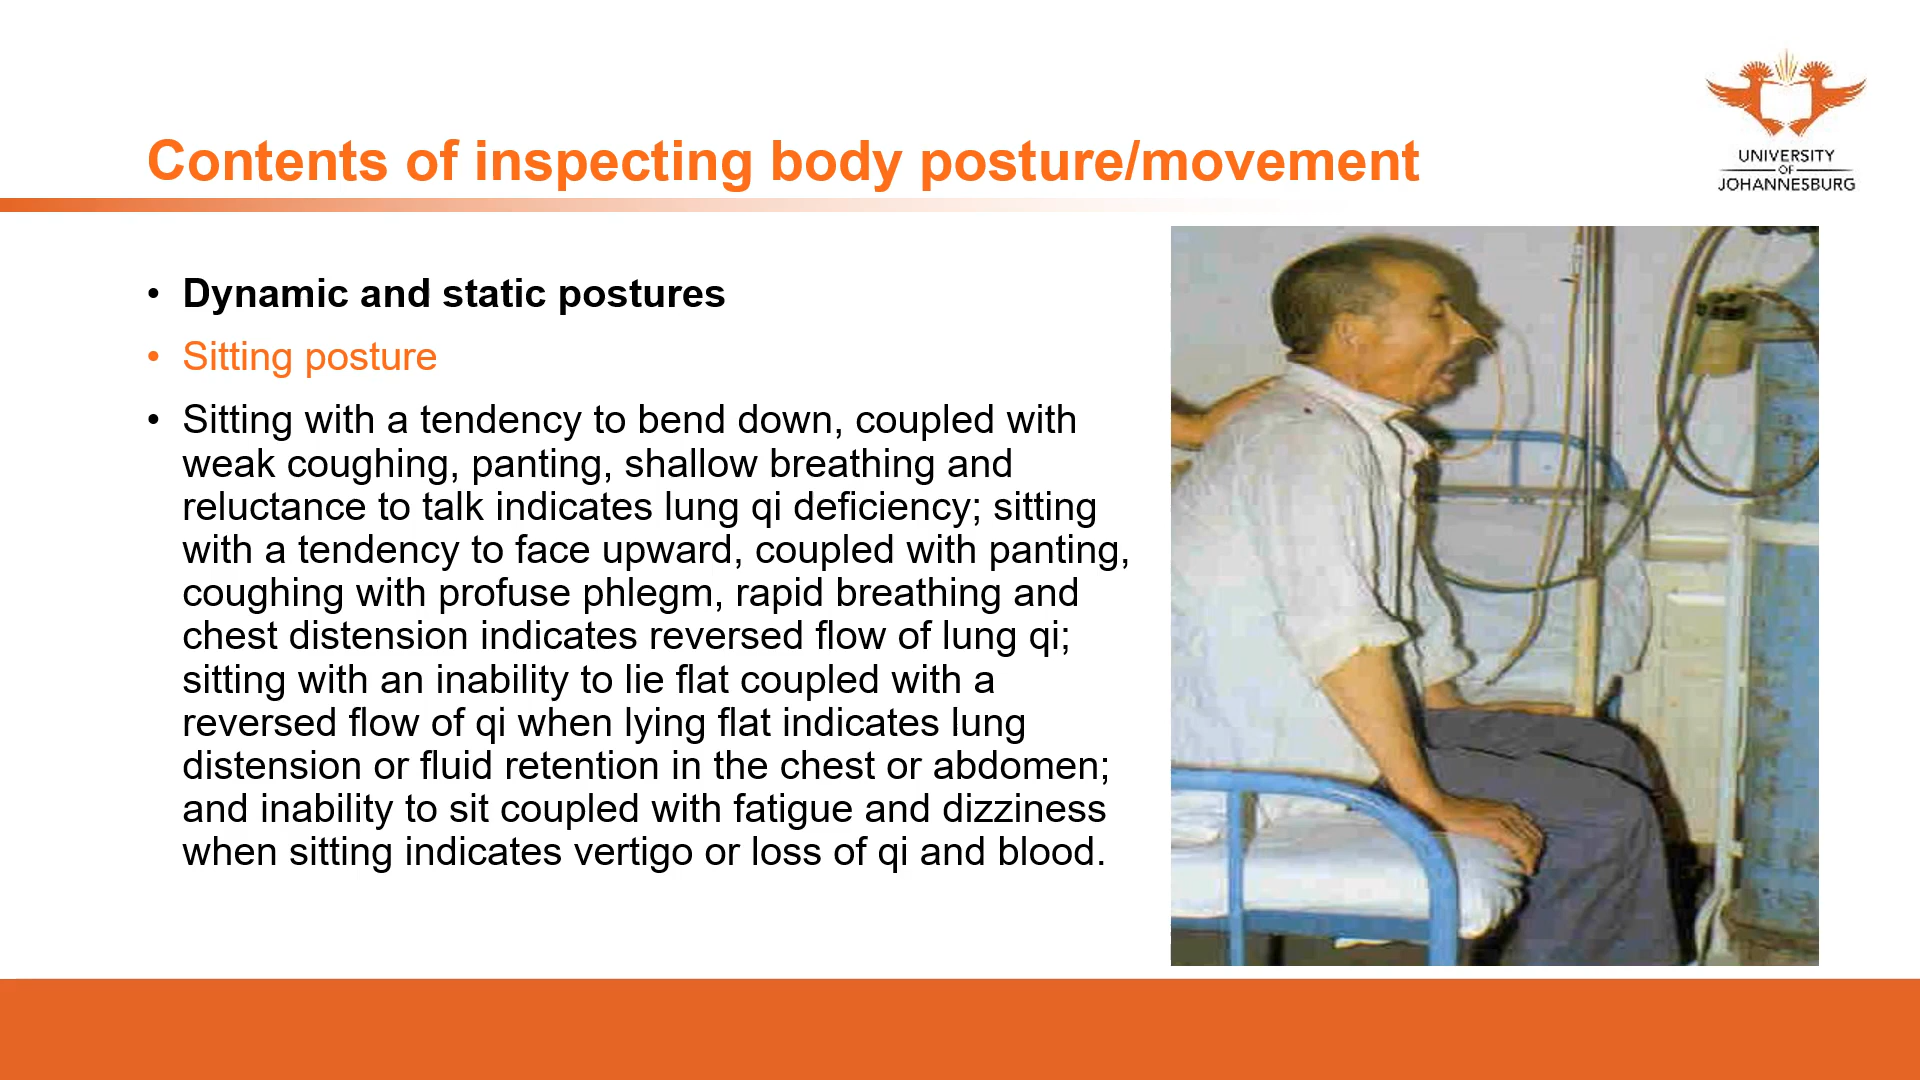 Contents of inspecting body posture/movement
UNIVERSITY
OF
JOHANNESBURG
• Dynamic and static postures
• Sitting posture
• Sitting with a tendency to bend down, coupled with
weak coughing, panting, shallow breathing and
reluctance to talk indicates lung qi deficiency; sitting
with a tendency to face upward, coupled with panting,
coughing with profuse phlegm, rapid breathing and
chest distension indicates reversed flow of lung qi;
sitting with an inability to lie flat coupled with a
reversed flow of qi when lying flat indicates lung
distension or fluid retention in the chest or abdomen;
and inability to sit coupled with fatigue and dizziness
when sitting indicates vertigo or loss of qi and blood.